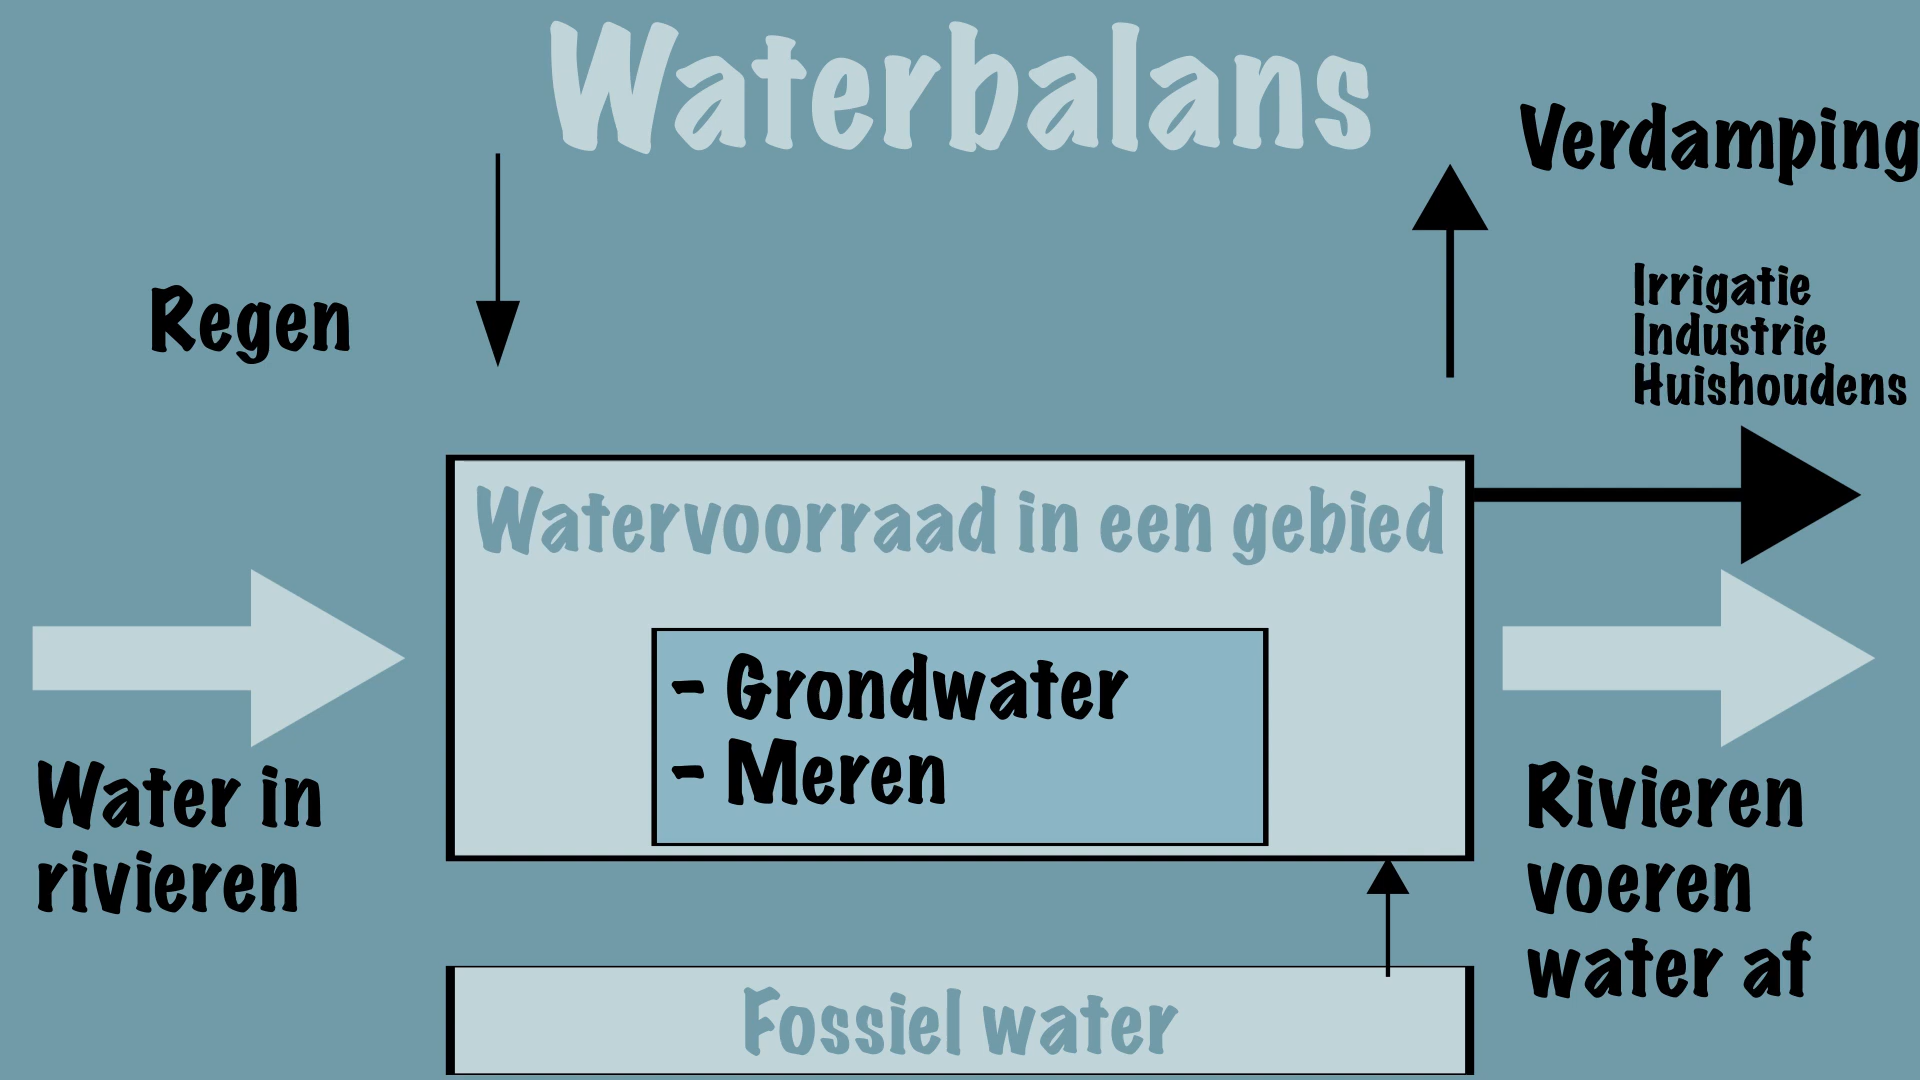 Waterbalans
Verdamping
Regen
Irrigatie
Industrie
Huishoudens
Watervoorraad in een gebied
- Grondwater
- Meren
Water in
rivieren
Rivieren
voeren
water af
Fossiel water